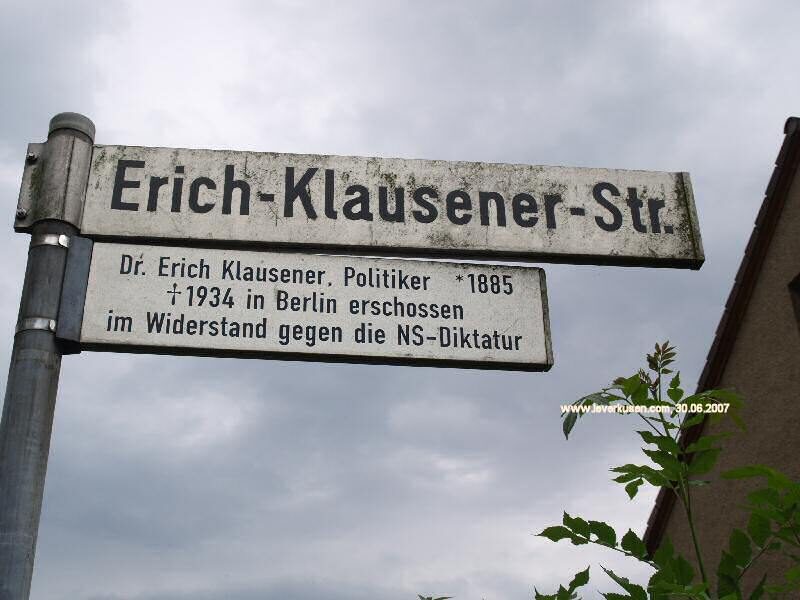 Erich-Klausener-Str.
Dr. Erich Klausener, Politiker *1885
†1934 in Berlin erschossen
im Widerstand gegen die NS-Diktatur
www.leverkusen.com, 30.06.2007